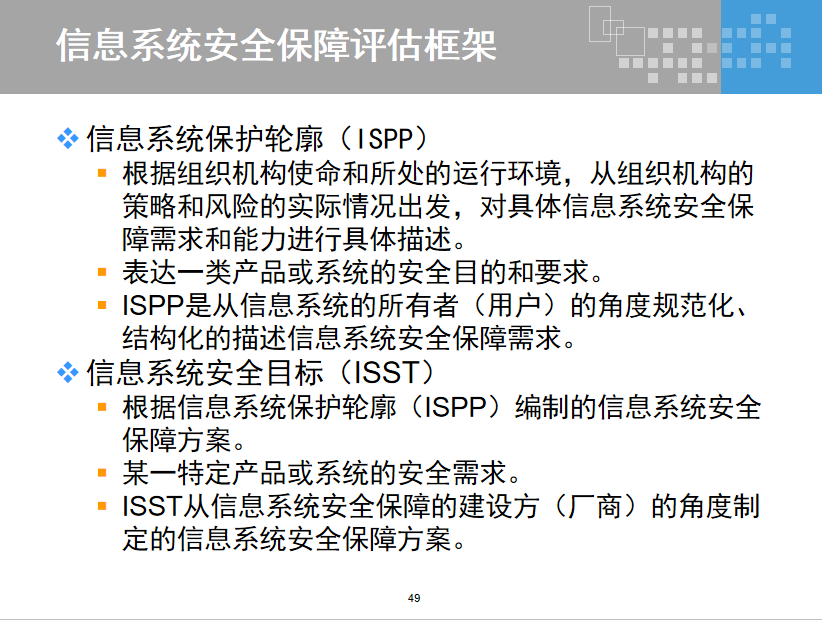 信息系统安全保障评估框架
信息系统保护轮廓（ISPP）
根据组织机构使命和所处的运行环境，从组织机构的
策略和风险的实际情况出发，对具体信息系统安全保
障需求和能力进行具体描述。
表达一类产品或系统的安全目的和要求。
ISPP是从信息系统的所有者（用户）的角度规范化、
结构化的描述信息系统安全保障需求。
信息系统安全目标（ISST）
根据信息系统保护轮廓（ISPP）编制的信息系统安全
保障方案。
某一特定产品或系统的安全需求。
ISST从信息系统安全保障的建设方（厂商）的角度制
定的信息系统安全保障方案。
49